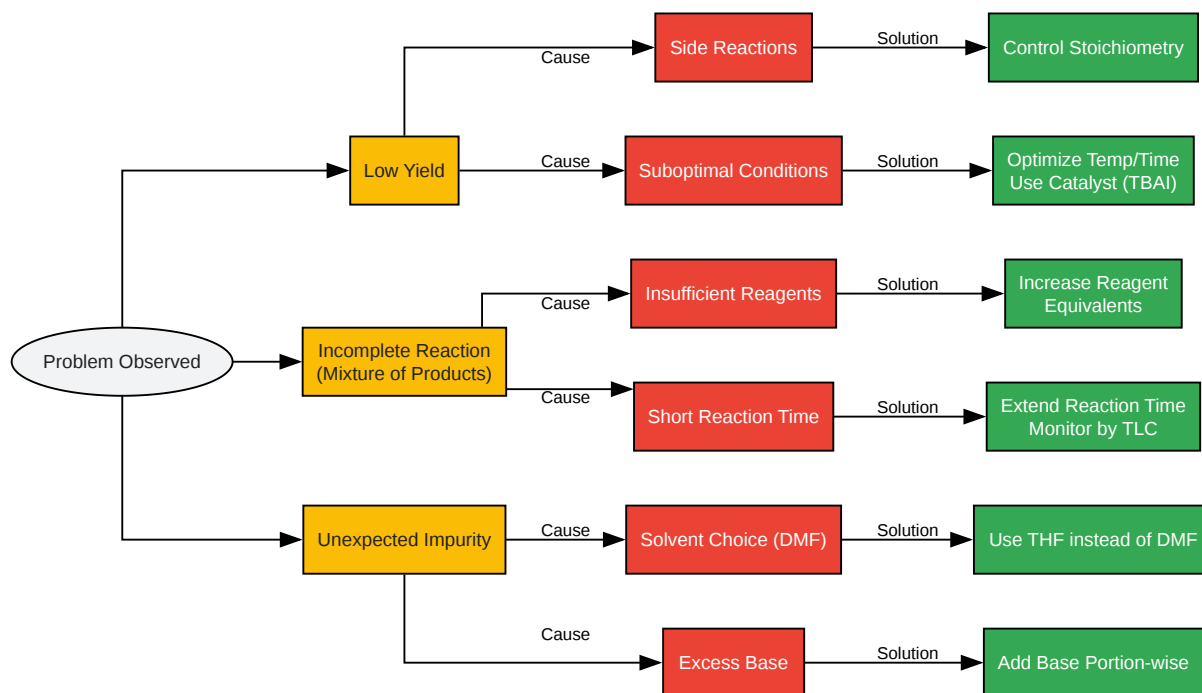 Side Reactions
Solution
Control Stoichiometry
Cause
Low Yield
Cause
Suboptimal Conditions
Solution
Optimize Temp/Time
Use Catalyst (TBAI)
Problem Observed
Incomplete Reaction
(Mixture of Products)
Cause
Insufficient Reagents
Solution
Increase Reagent
Equivalents
Cause
Short Reaction Time
Solution
Extend Reaction Time
Monitor by TLC
Unexpected Impurity
Cause
Solvent Choice (DMF)
Solution
Use THF instead of DMF
Cause
Excess Base
Solution
Add Base Portion-wise